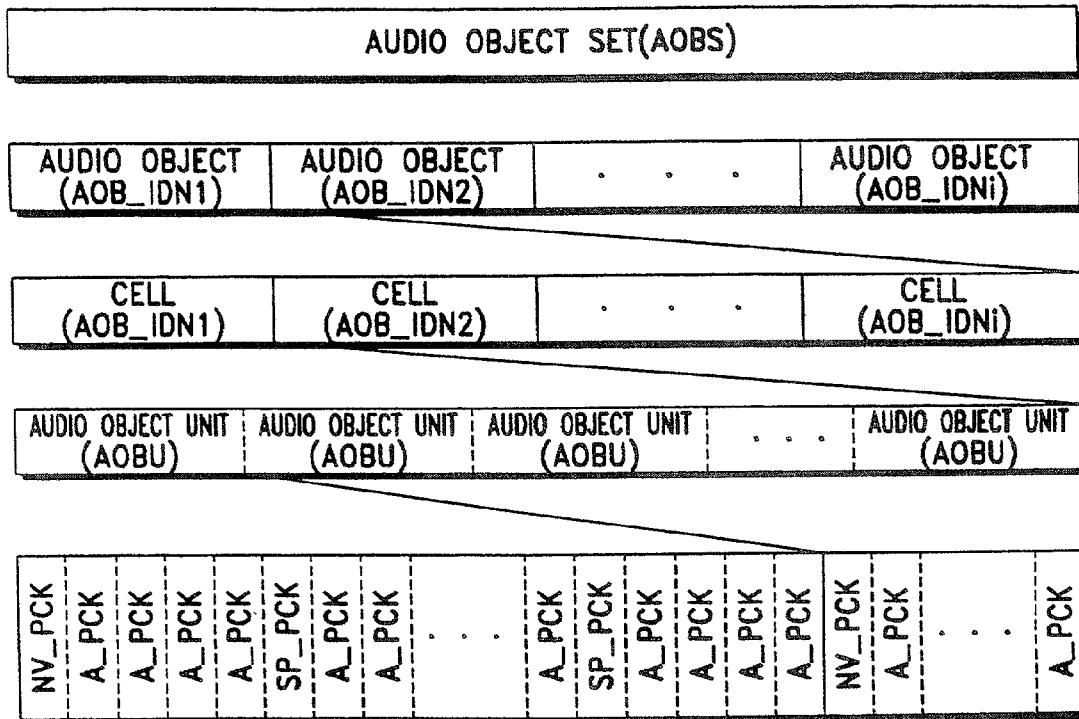 AUDIO OBJECT SET(AOBS)
AUDIO OBJECT AUDIO OBJECT . . . AUDIO OBJECT
(AOB_IDN1) (AOB_IDN2) (AOB_IDNi)
CELL CELL . . . CELL
(AOB_IDN1) (AOB_IDN2) (AOB_IDNi)
AUDIO OBJECT UNIT AUDIO OBJECT UNIT AUDIO OBJECT UNIT . . . AUDIO OBJECT UNIT
(AOBU) (AOBU) (AOBU) (AOBU)
NV_PCK
A_PCK
A_PCK
A_PCK
A_PCK
SP_PCK
A_PCK
A_PCK
. . .
A_PCK
SP_PCK
A_PCK
A_PCK
A_PCK
A_PCK
NV_PCK
A_PCK
. . .
A_PCK